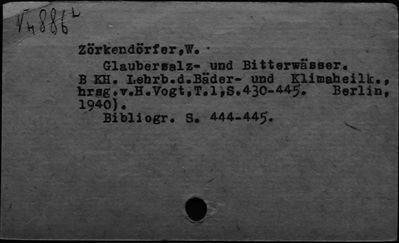 Zörkendörfer,W.
Glaubersalz- und Bitterwässer.
B KH. Lehrb.d.Bäder- und Klimaheilk.,
hrsg.v.H.Vogt,T.1,S.430-445. Berlin,
1940).
Bibliogr. S. 444-445.